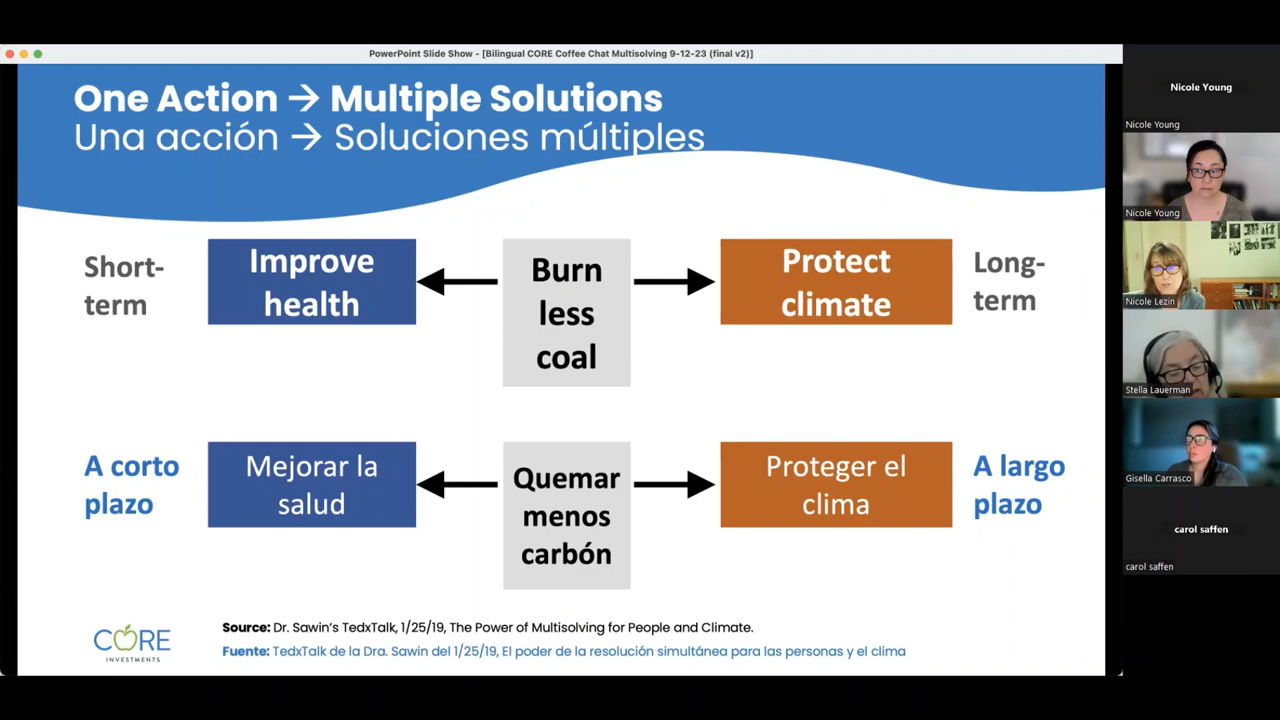 PowerPoint Slide Show - [Bilingual CORE Coffee Chat Multisolving 9-12-23 (final v2)]
One Action → Multiple Solutions
Una acción → Soluciones múltiples
Short-
term
Improve
health
Burn
less
coal
Protect
climate
Long-
term
A corto
plazo
Mejorar la
salud
Quemar
menos
carbón
Proteger el
clima
A largo
plazo
CORE
INVESTMENTS
Source: Dr. Sawin's TedxTalk, 1/25/19, The Power of Multisolving for People and Climate.
Fuente: TedxTalk de la Dra. Sawin del 1/25/19, El poder de la resolución simultánea para las personas y el clima
Nicole Young
Nicole Young
Nicole Young
Nicole Lezin
Stella Lauerman
Gisella Carrasco
carol saffen
carol saffen